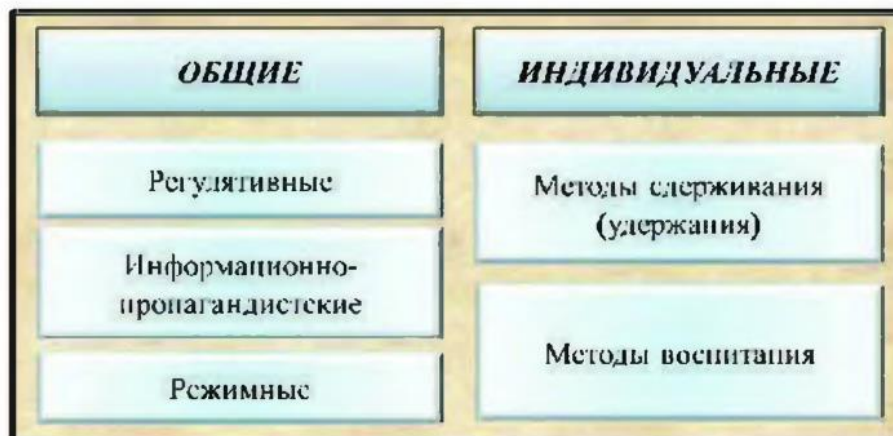 ОБЩИЕ
Регулятивные
Информационно-
пропагандистские
Режимные
ИНДИВИДУАЛЬНЫЕ
Методы сдерживания
(удержания)
Методы воспитания